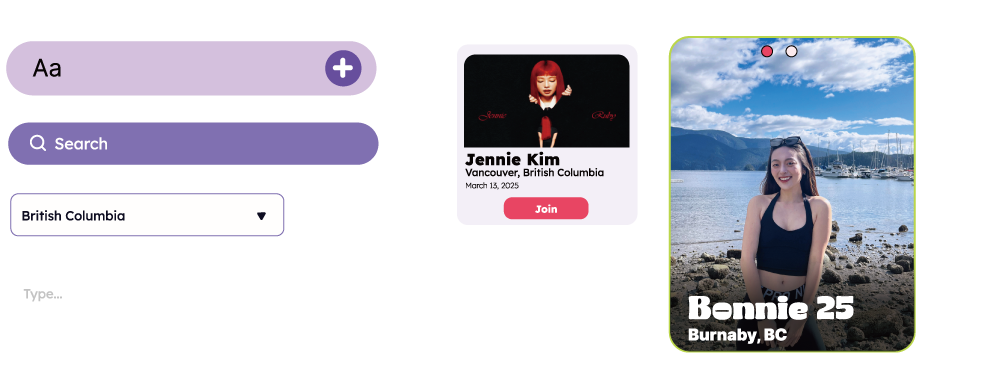 Aa
Search
British Columbia
Type...
Jennie
Ruby
Jennie Kim
Vancouver, British Columbia
March 13, 2025
Join
Bonnie 25
Burnaby, BC